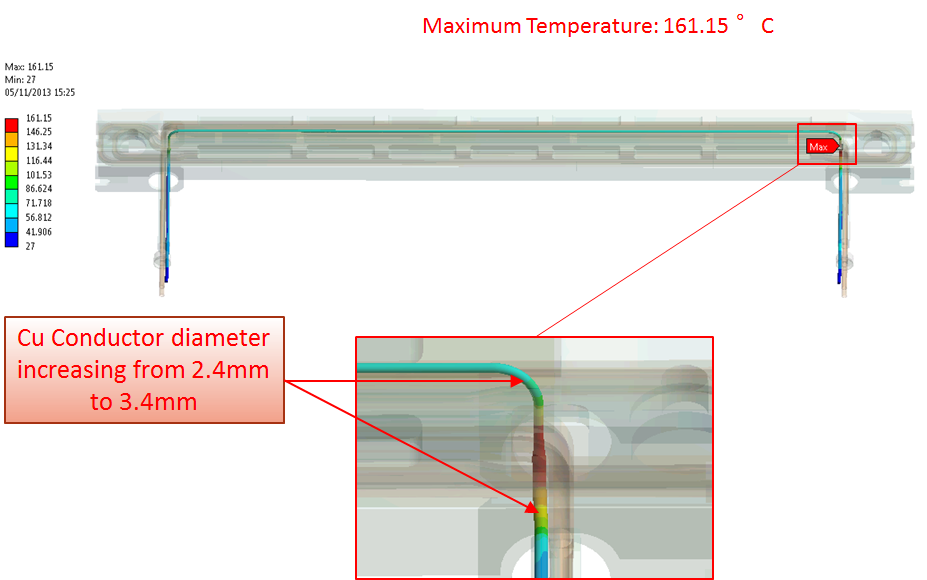 Maximum Temperature: 161.15 ° C
Max: 161.15
Min: 27
05/11/2013 15:25
161.15
146.25
131.34
116.44
101.53
86.624
71.718
56.812
41.906
27
Max
Cu Conductor diameter
increasing from 2.4mm
to 3.4mm